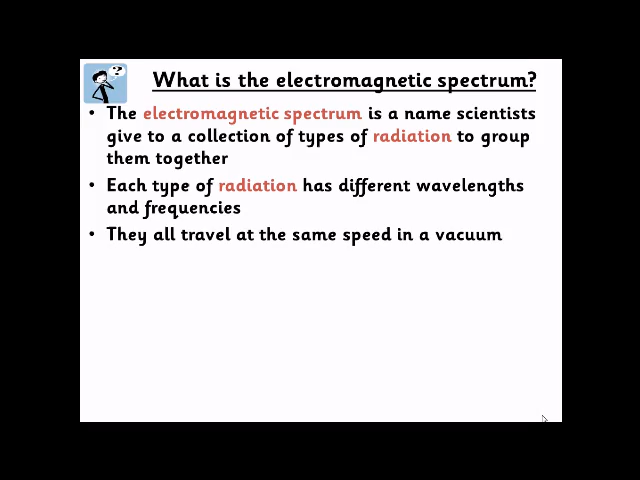 ?
What is the electromagnetic spectrum?
• The electromagnetic spectrum is a name scientists
give to a collection of types of radiation to group
them together
• Each type of radiation has different wavelengths
and frequencies
• They all travel at the same speed in a vacuum